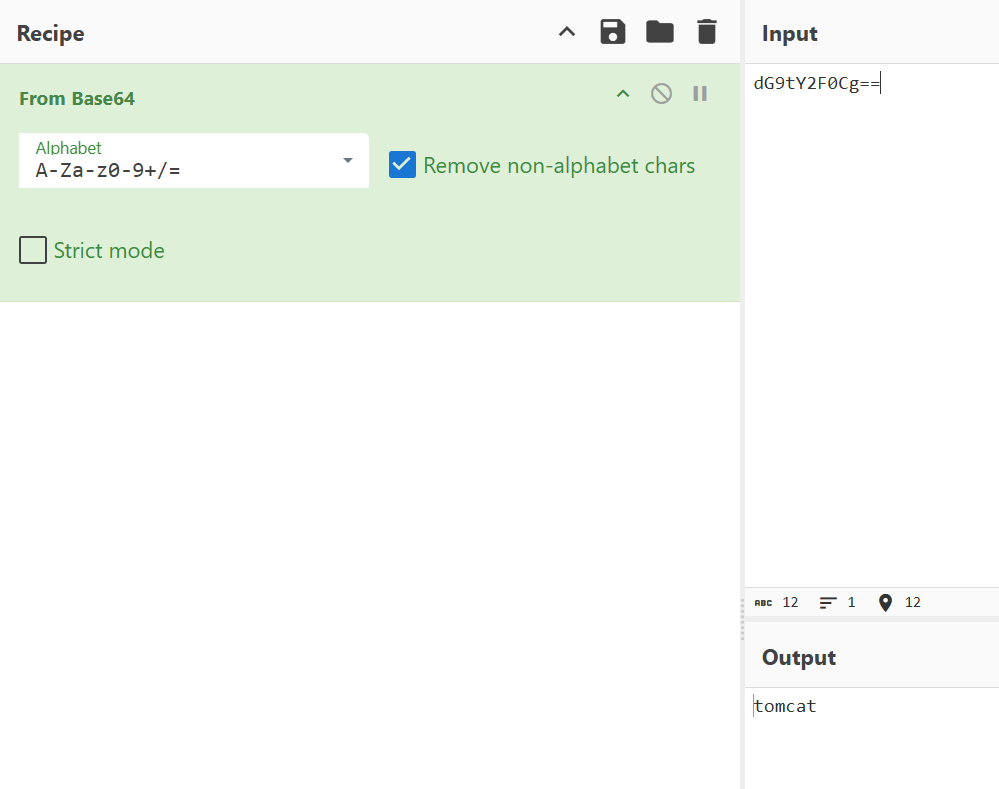 Recipe
From Base64
Alphabet
A-Za-z0-9+/=
Remove non-alphabet chars
Strict mode
Input
dG9tY2F0Cg==
ABC 12 1 12
Output
tomcat